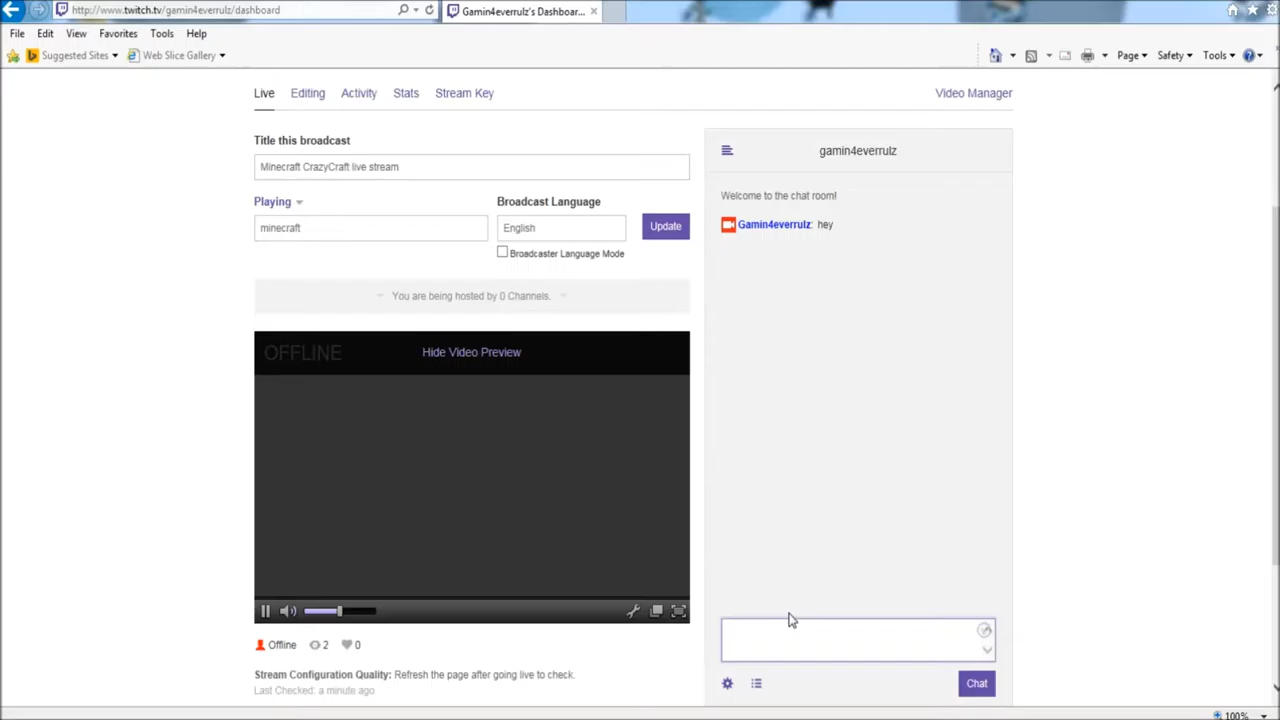 http://www.twitch.tv/gamin4everrulz/dashboard
Gamin4everrulz's Dashboar...
File Edit View Favorites Tools Help
Suggested Sites Web Slice Gallery
Page Safety Tools
Live Editing Activity Stats Stream Key Video Manager
Title this broadcast
Minecraft CrazyCraft live stream
Playing Broadcast Language
minecraft English Update
Broadcaster Language Mode
You are being hosted by 0 Channels.
OFFLINE Hide Video Preview
Offline 2 0
Stream Configuration Quality: Refresh the page after going live to check.
Last Checked: a minute ago
gamin4everrulz
Welcome to the chat room!
Gamin4everrulz: hey
Chat
100%